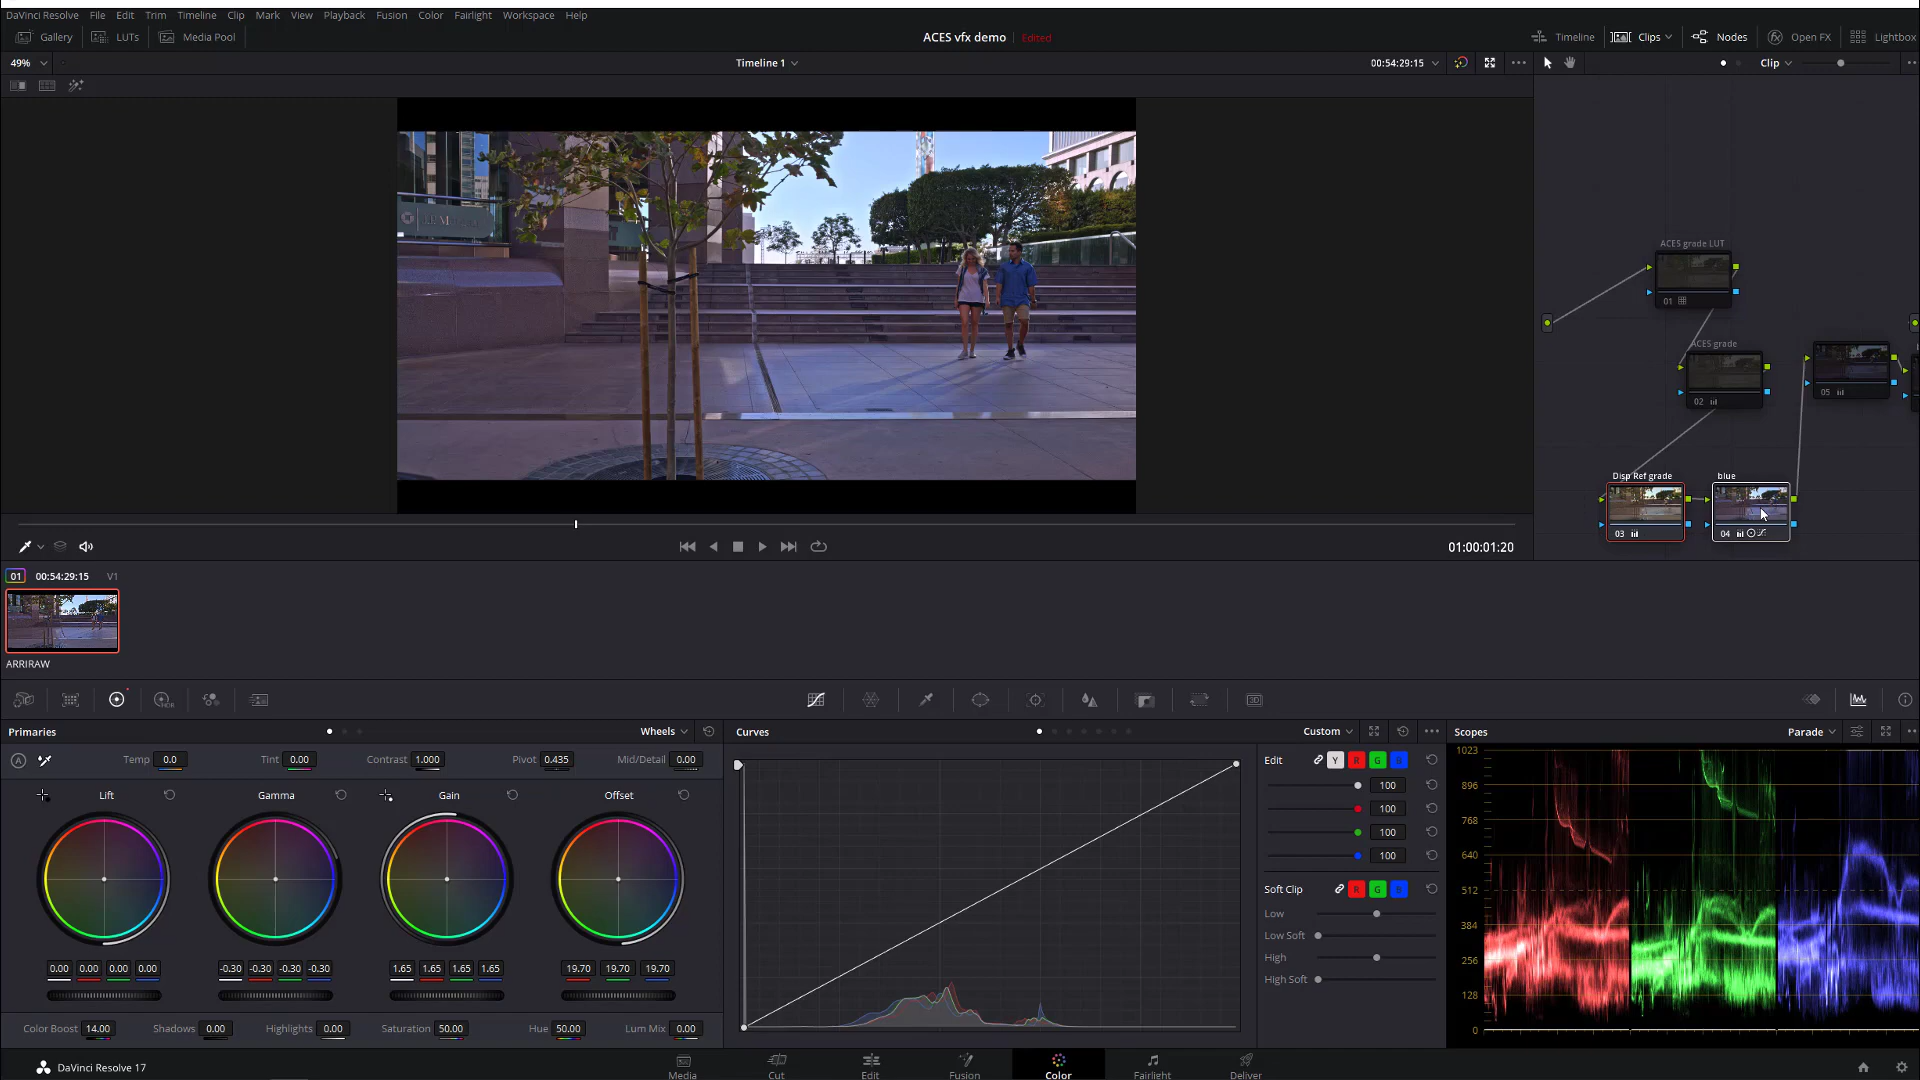 DaVinci Resolve File Edit Trim Timeline Clip Mark View Playback Fusion Color Fairlight Workspace Help
Gallery LUTs Media Pool ACES vfx demo Edited Timeline Clips Nodes Open FX Lightbox
49% Timeline 1 00:54:29:15 Clip
ACES grade LUT
01
ACES grade
02
05
Disp Ref grade blue
03 04
01:00:01:20
01 00:54:29:15 V1
ARRIRAW
HDR
3D
Primaries Wheels Curves Custom Scopes Parade
A Temp 0.0 Tint 0.00 Contrast 1.000 Pivot 0.435 Mid/Detail 0.00
Edit Y R G B
Lift Gamma Gain Offset
100
100
100
100
Soft Clip R G B
Low
Low Soft
High
High Soft
1023
896
768
640
512
384
256
128
0
0.00 0.00 0.00 0.00 -0.30 -0.30 -0.30 -0.30 1.65 1.65 1.65 1.65 19.70 19.70 19.70
Color Boost 14.00 Shadows 0.00 Highlights 0.00 Saturation 50.00 Hue 50.00 Lum Mix 0.00
DaVinci Resolve 17 Media Cut Edit Fusion Color Fairlight Deliver